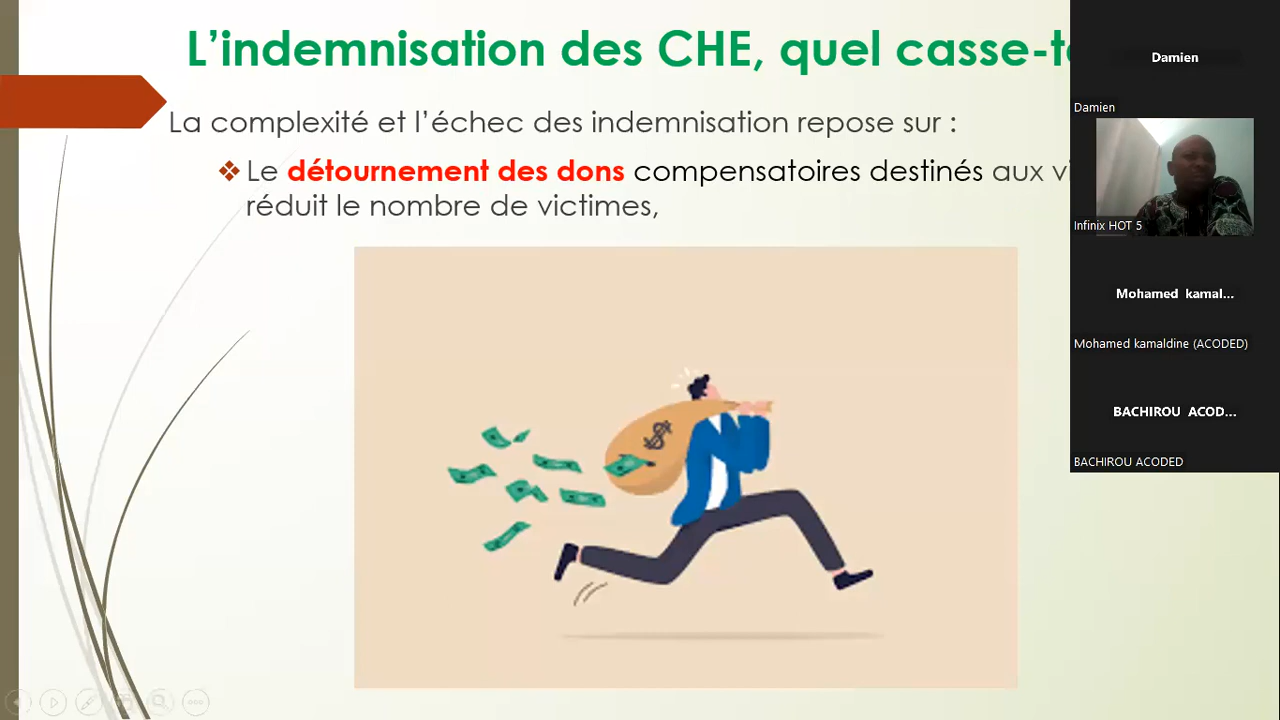 L’indemnisation des CHE, quel
La complexité et l’échec des indemnisation repose sur :
Le détournement des dons compensatoires destinés aux
réduit le nombre de victimes,
$
Damien
Damien
Infinix HOT 5
Mohamed kamal...
Mohamed kamaldine (ACODED)
BACHIROU ACOD...
BACHIROU ACODED